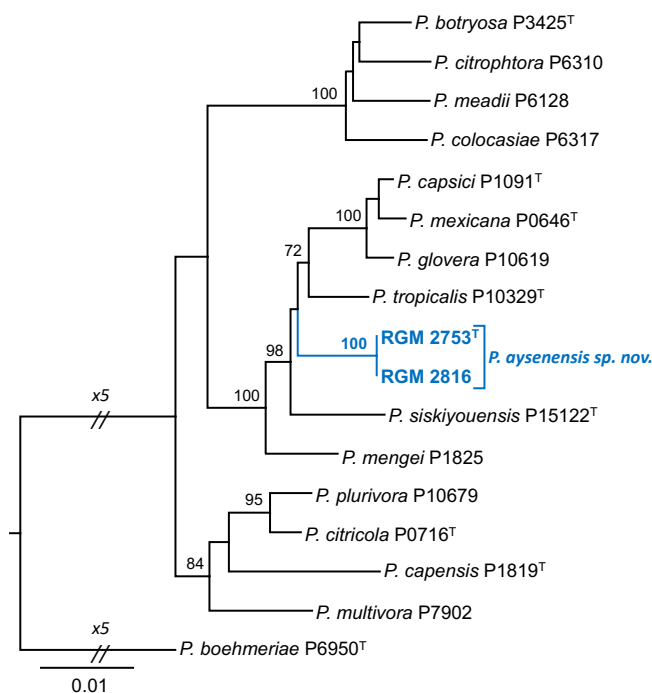 P. botryosa P3425ᵀ
P. citrophtora P6310
100
P. meadii P6128
P. colocasiae P6317
P. capsici P1091ᵀ
100
P. mexicana P0646ᵀ
72
P. glovera P10619
P. tropicalis P10329ᵀ
100
RGM 2753ᵀ
P. aysenensis sp. nov.
98
RGM 2816
x5
100
P. siskiyouensis P15122ᵀ
P. mengei P1825
95
P. plurivora P10679
P. citricola P0716ᵀ
84
P. capensis P1819ᵀ
P. multivora P7902
x5
P. boehmeriae P6950ᵀ
0.01